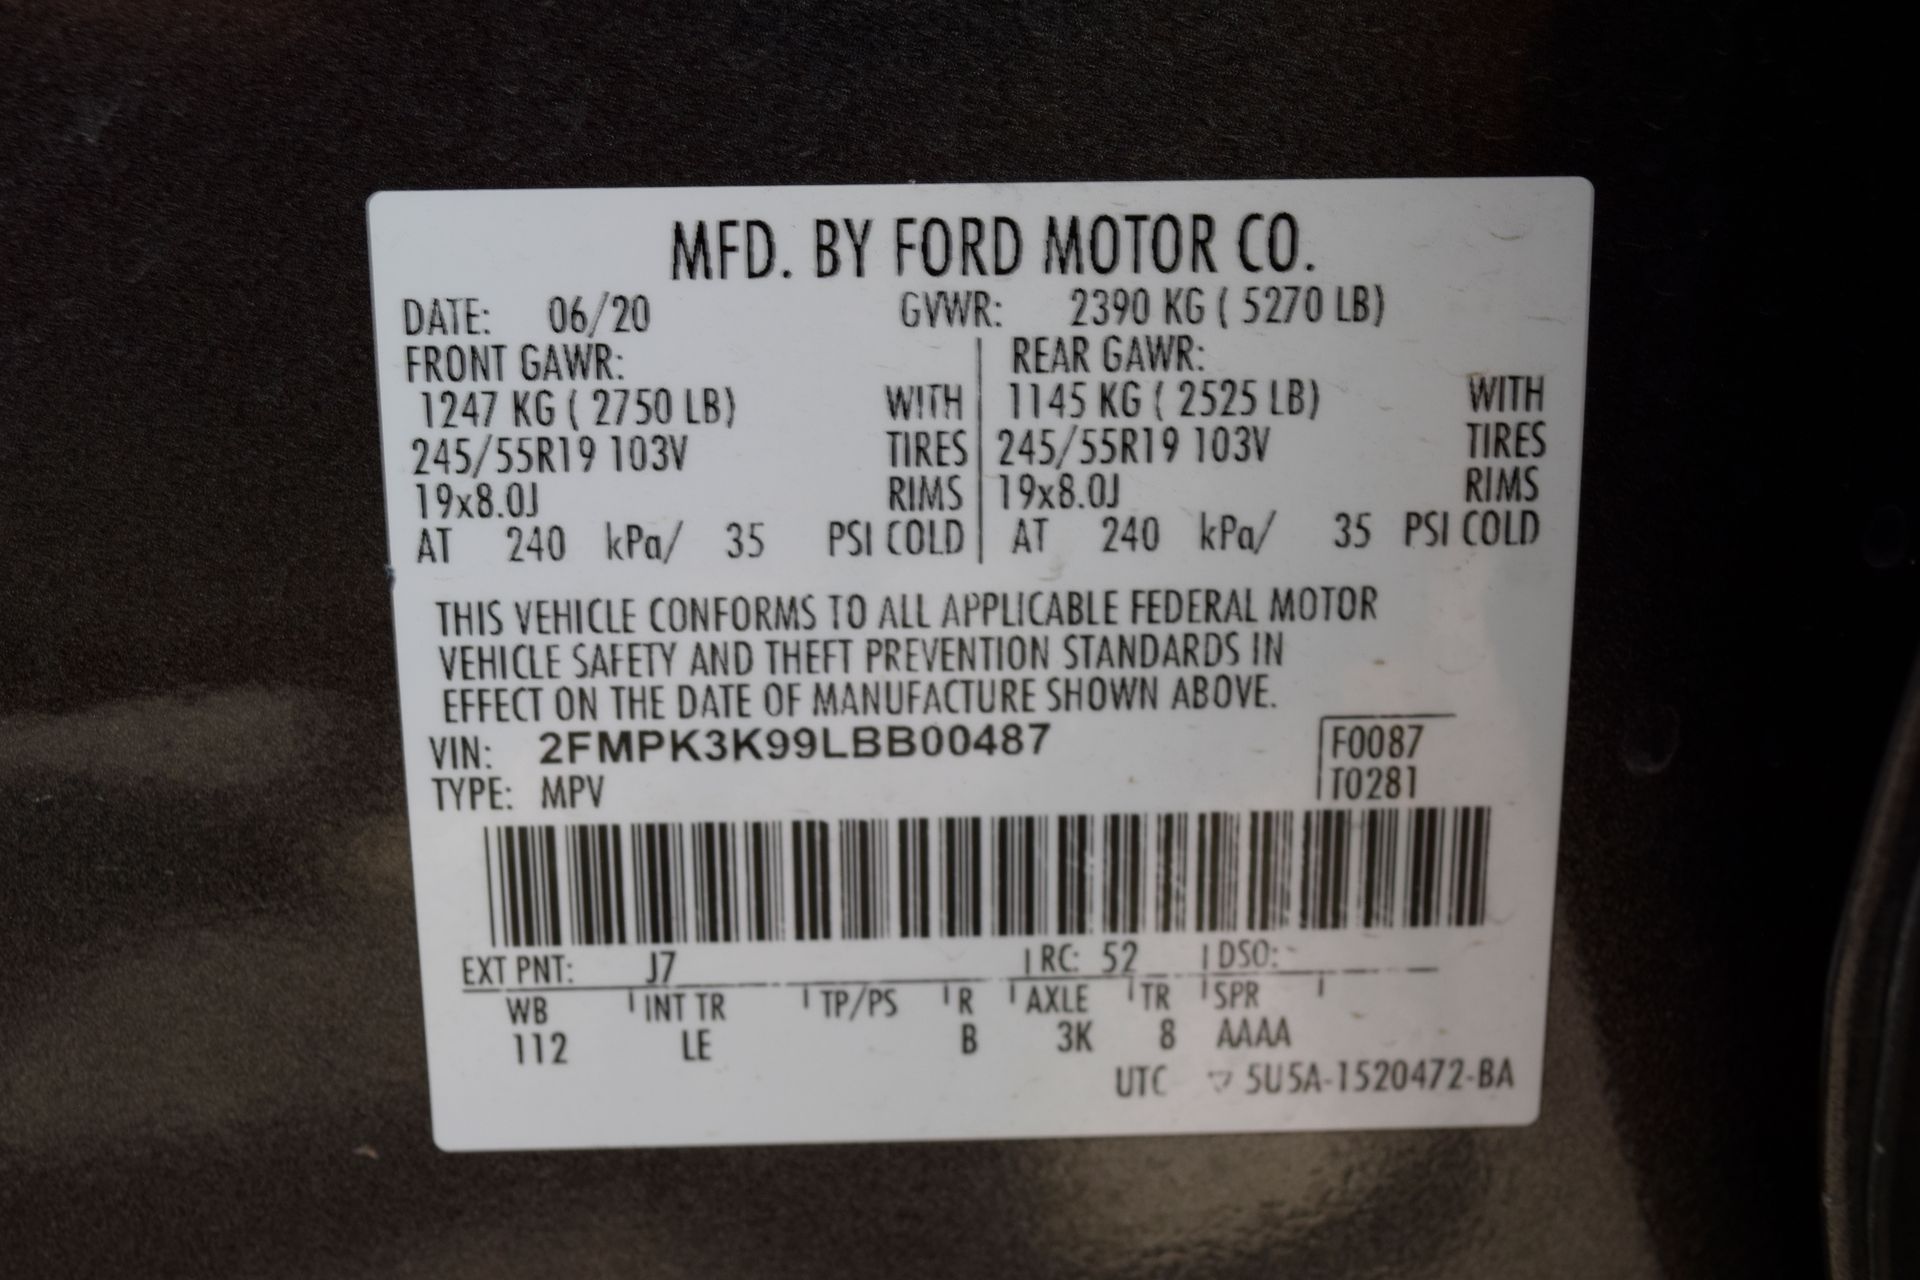 MFD. BY FORD MOTOR CO.
DATE: 06/20 GVWR: 2390 KG ( 5270 LB)
FRONT GAWR: REAR GAWR:
1247 KG ( 2750 LB) WITH 1145 KG ( 2525 LB) WITH
245/55R19 103V TIRES 245/55R19 103V TIRES
19x8.0J RIMS 19x8.0J RIMS
AT 240 kPa/ 35 PSI COLD AT 240 kPa/ 35 PSI COLD
THIS VEHICLE CONFORMS TO ALL APPLICABLE FEDERAL MOTOR
VEHICLE SAFETY AND THEFT PREVENTION STANDARDS IN
EFFECT ON THE DATE OF MANUFACTURE SHOWN ABOVE.
VIN: 2FMPK3K99LBB00487 F0087
TYPE: MPV T0281
EXT PNT: J7 RC: 52 DSO:
WB INT TR TP/PS R AXLE TR SPR
112 LE B 3K 8 AAAA
UTC ▽ 5U5A-1520472-BA